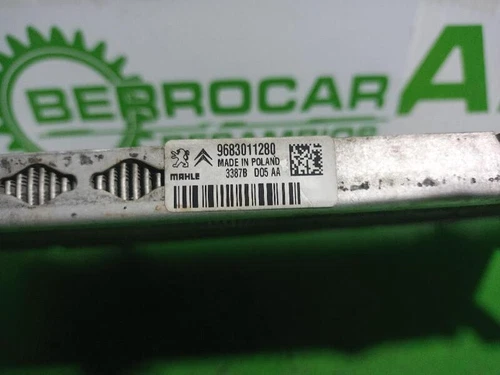 BERROCAR A
9683011280
MADE IN POLAND
MAHLE
3387B D05 AA